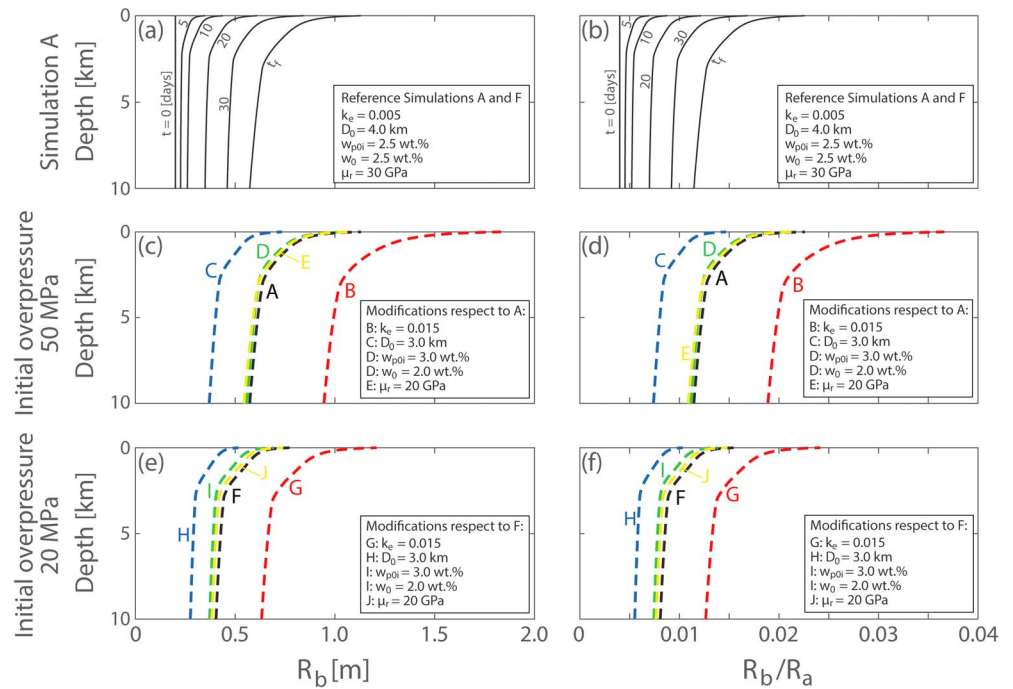 Simulation A
Depth [km]
0
5
10
(a)
t = 0 [days]
5
10
20
30
t_f
Reference Simulations A and F
k_e = 0.005
D_0 = 4.0 km
w_p0i = 2.5 wt.%
w_0 = 2.5 wt.%
μ_r = 30 GPa
0
5
10
(b)
t = 0 [days]
5
10
20
30
t_f
Reference Simulations A and F
k_e = 0.005
D_0 = 4.0 km
w_p0i = 2.5 wt.%
w_0 = 2.5 wt.%
μ_r = 30 GPa
Initial overpressure
50 MPa
Depth [km]
0
5
10
(c)
C
D
E
A
B
Modifications respect to A:
B: k_e = 0.015
C: D_0 = 3.0 km
D: w_p0i = 3.0 wt.%
D: w_0 = 2.0 wt.%
E: μ_r = 20 GPa
0
5
10
(d)
C
D
A
B
E
Modifications respect to A:
B: k_e = 0.015
C: D_0 = 3.0 km
D: w_p0i = 3.0 wt.%
D: w_0 = 2.0 wt.%
E: μ_r = 20 GPa
Initial overpressure
20 MPa
Depth [km]
0
5
10
(e)
H
I
J
F
G
Modifications respect to F:
G: k_e = 0.015
H: D_0 = 3.0 km
I: w_p0i = 3.0 wt.%
I: w_0 = 2.0 wt.%
J: μ_r = 20 GPa
0
5
10
(f)
H
I
J
F
G
Modifications respect to F:
G: k_e = 0.015
H: D_0 = 3.0 km
I: w_p0i = 3.0 wt.%
I: w_0 = 2.0 wt.%
J: μ_r = 20 GPa
0 0.5 1.0 1.5 2.0
R_b [m]
0 0.01 0.02 0.03 0.04
R_b/R_a